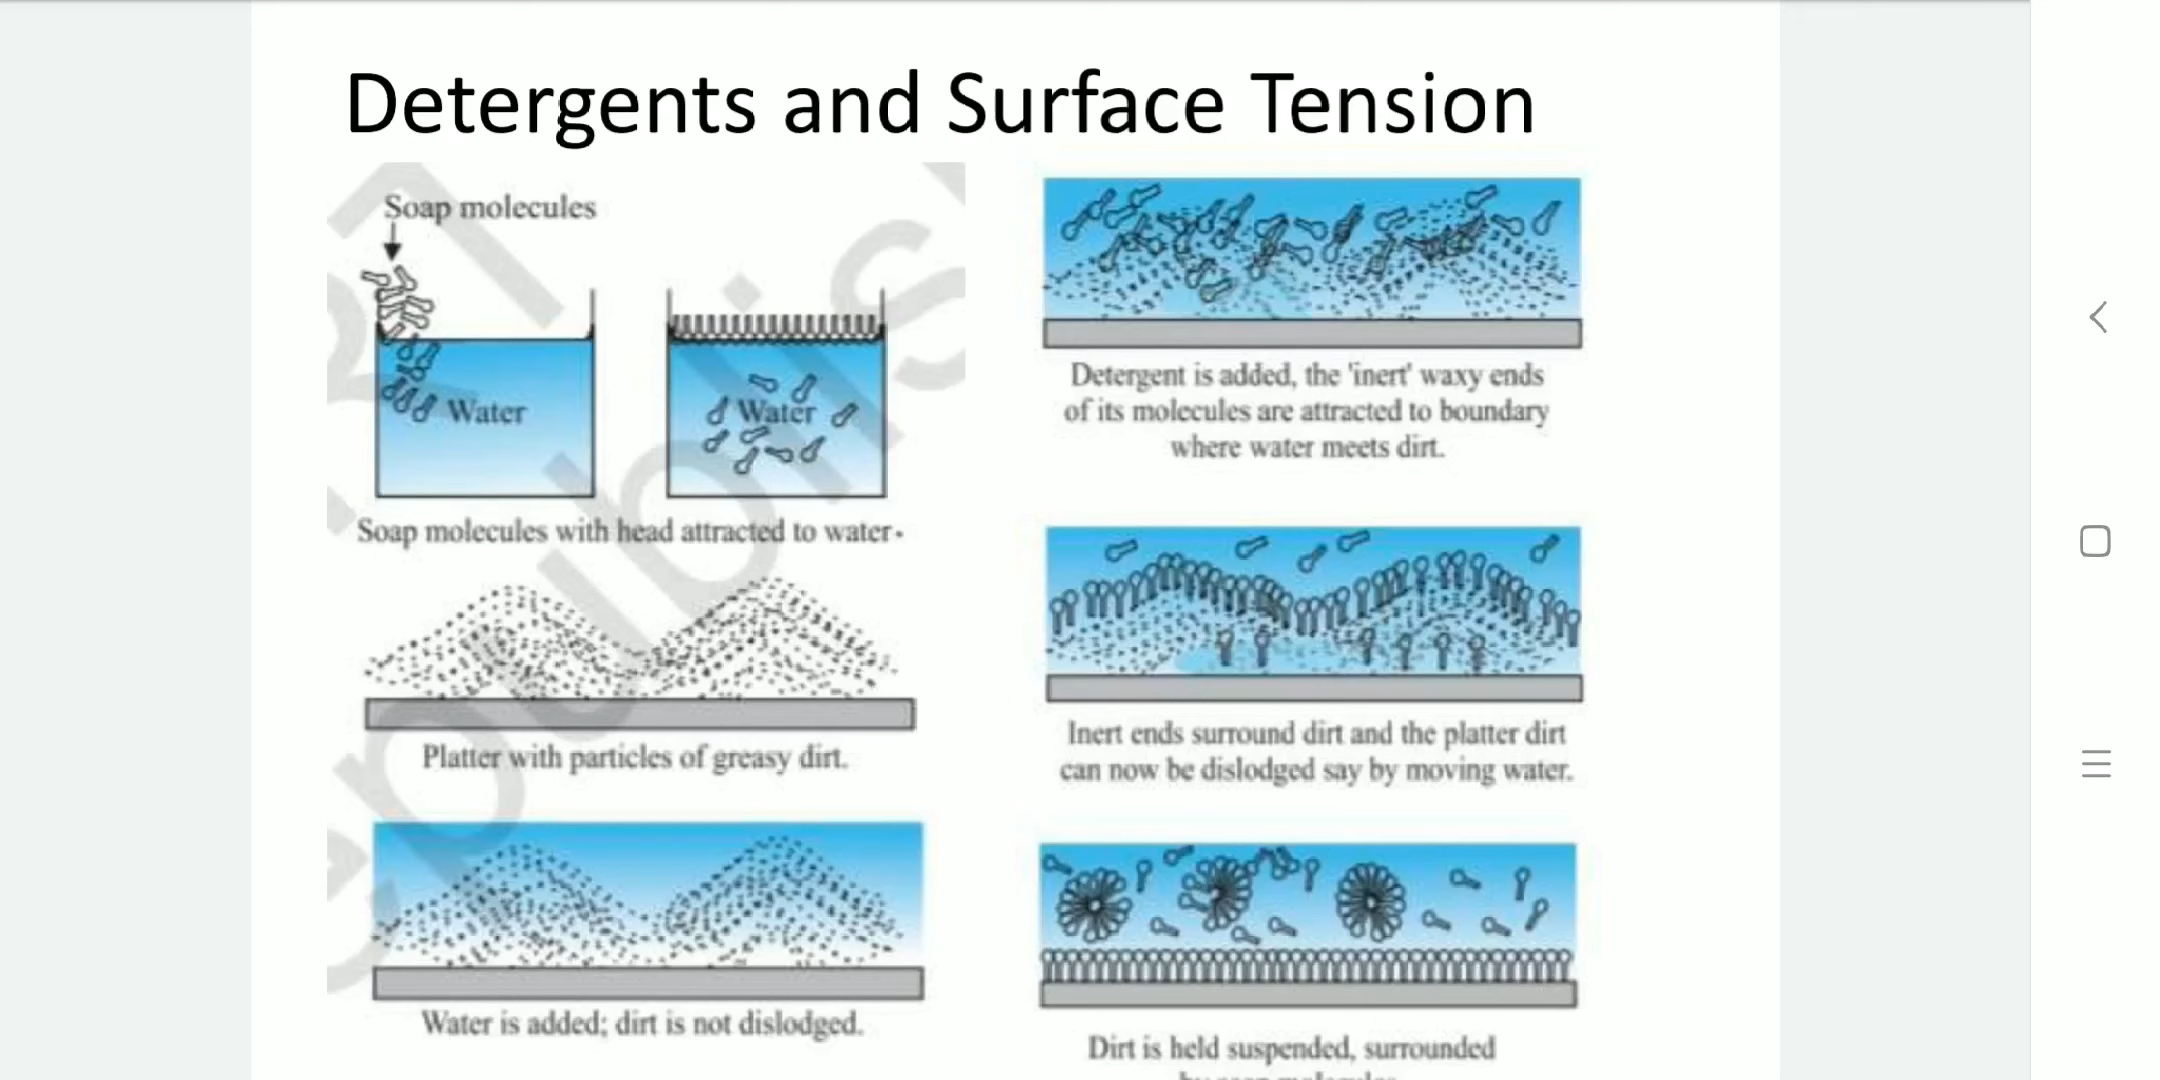 Detergents and Surface Tension
Soap molecules
Water
Water
Soap molecules with head attracted to water.
Platter with particles of greasy dirt.
Water is added; dirt is not dislodged.
Detergent is added, the 'inert' waxy ends
of its molecules are attracted to boundary
where water meets dirt.
Inert ends surround dirt and the platter dirt
can now be dislodged say by moving water.
Dirt is held suspended, surrounded